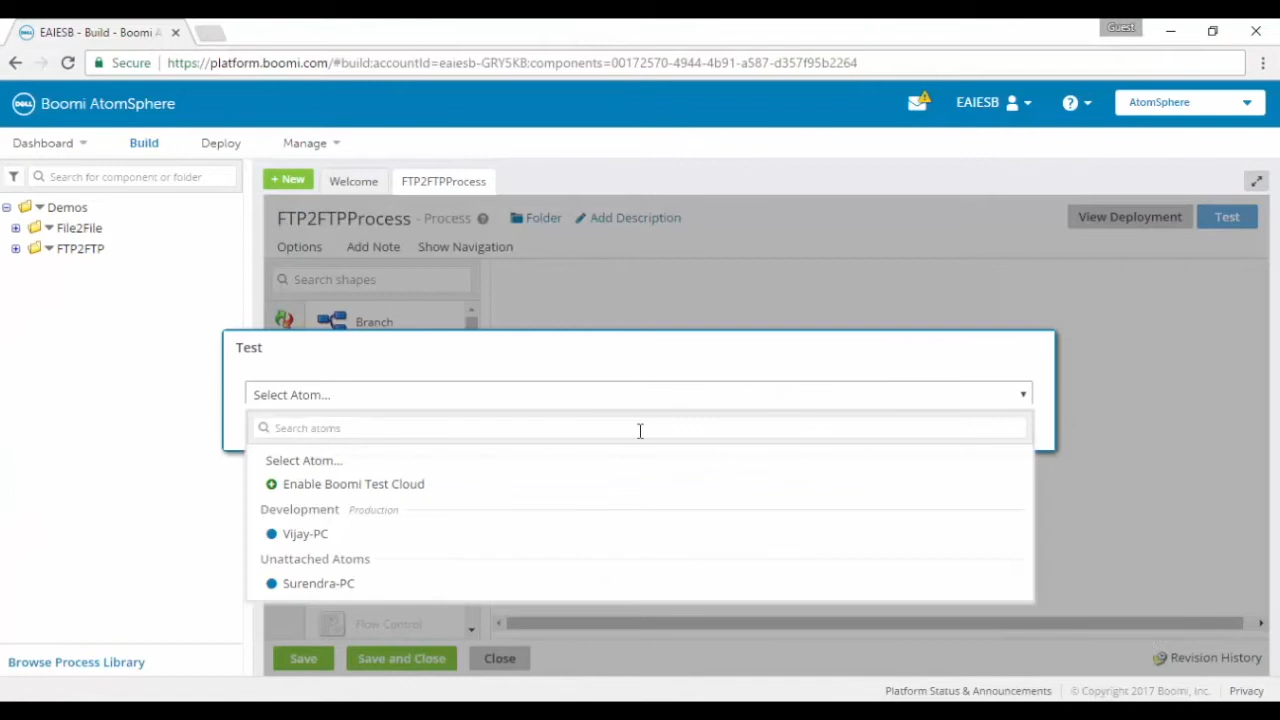 EAIESB - Build - Boomi A
Guest
Secure
https://platform.boomi.com/#build:accountId=eaiesb-GRY5KB;components=00172570-4944-4b91-a587-d357f95b2264
DELL
Boomi AtomSphere
EAIESB
AtomSphere
Dashboard
Build
Deploy
Manage
Search for component or folder
+ New
Welcome
FTP2FTPProcess
Demos
File2File
FTP2FTP
FTP2FTPProcess - Process
Folder
Add Description
View Deployment
Test
Options
Add Note
Show Navigation
Search shapes
Branch
Test
Select Atom...
Search atoms
Select Atom...
Enable Boomi Test Cloud
Development Production
Vijay-PC
Unattached Atoms
Surendra-PC
Flow Control
Save
Save and Close
Close
Revision History
Browse Process Library
Platform Status & Announcements
© Copyright 2017 Boomi, Inc.
Privacy